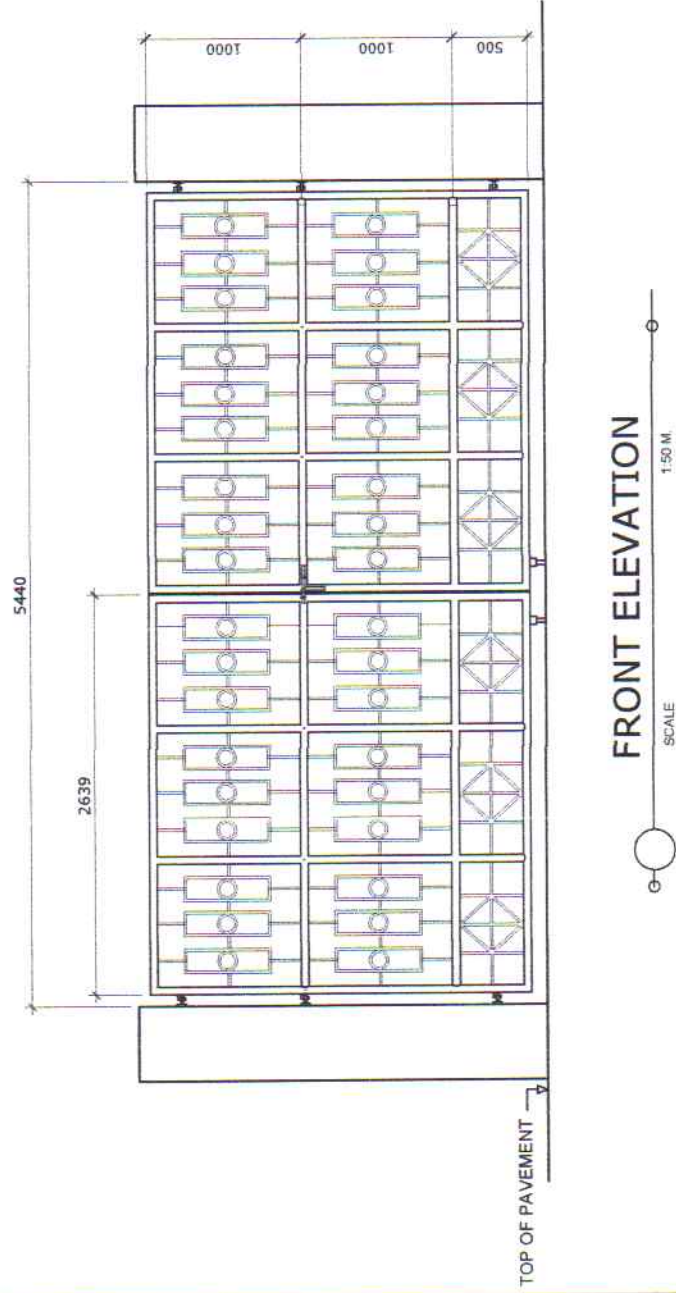 5440
2639
1000
1000
500
TOP OF PAVEMENT
FRONT ELEVATION
SCALE
1:50 M.